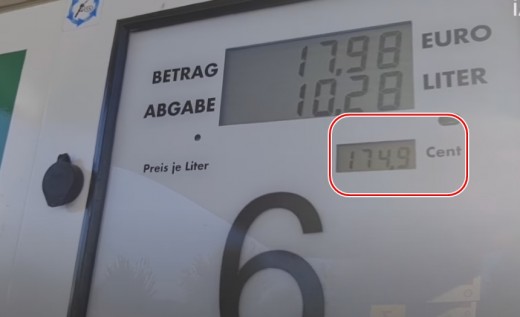 BETRAG 17.98 EURO
ABGABE 10.28 LITER
Preis je Liter 174.9 Cent
6